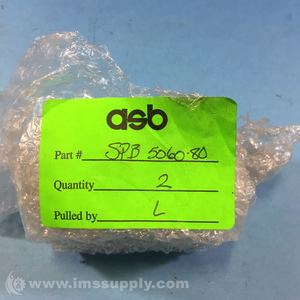 asb
Part # SPB 5060-80
Quantity 2
Pulled by L
© www.imssupply.com